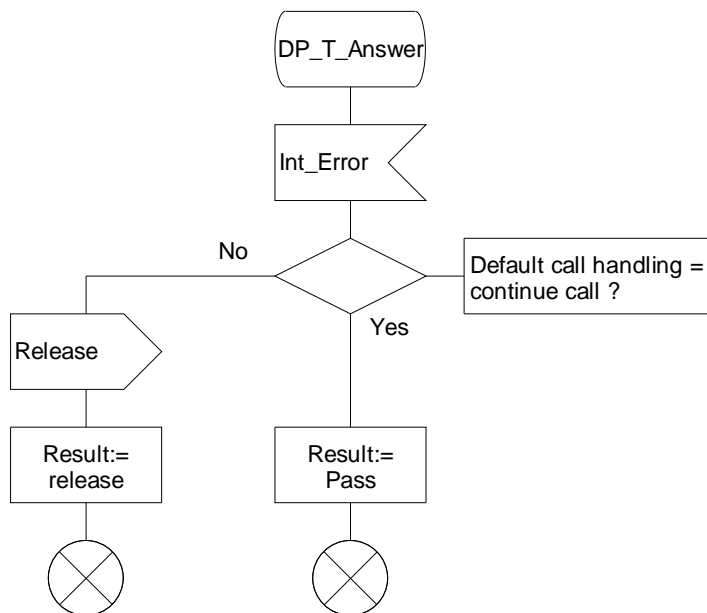 DP_T_Answer
Int_Error
No
Default call handling =
continue call ?
Yes
Release
Result:=
release
Result:=
Pass